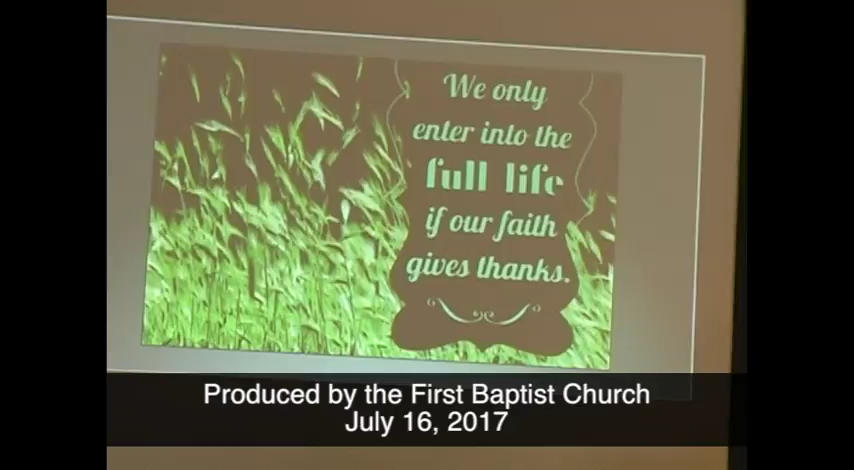 We only
enter into the
full life
if our faith
gives thanks.
Produced by the First Baptist Church
July 16, 2017